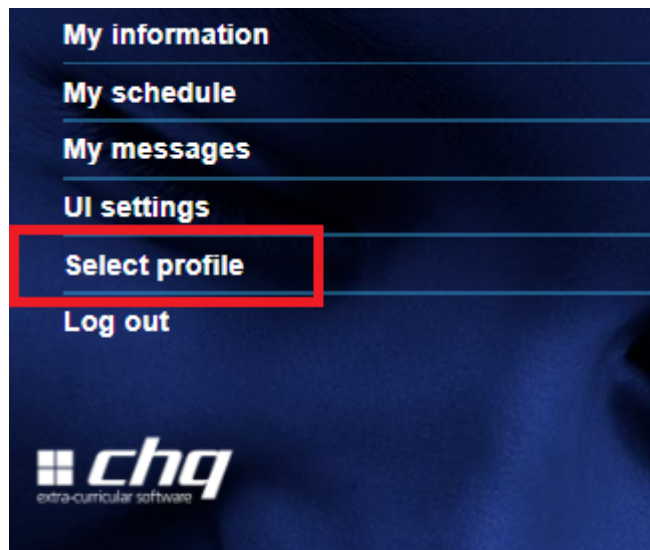 My information
My schedule
My messages
UI settings
Select profile
Log out
chq
extra-curricular software